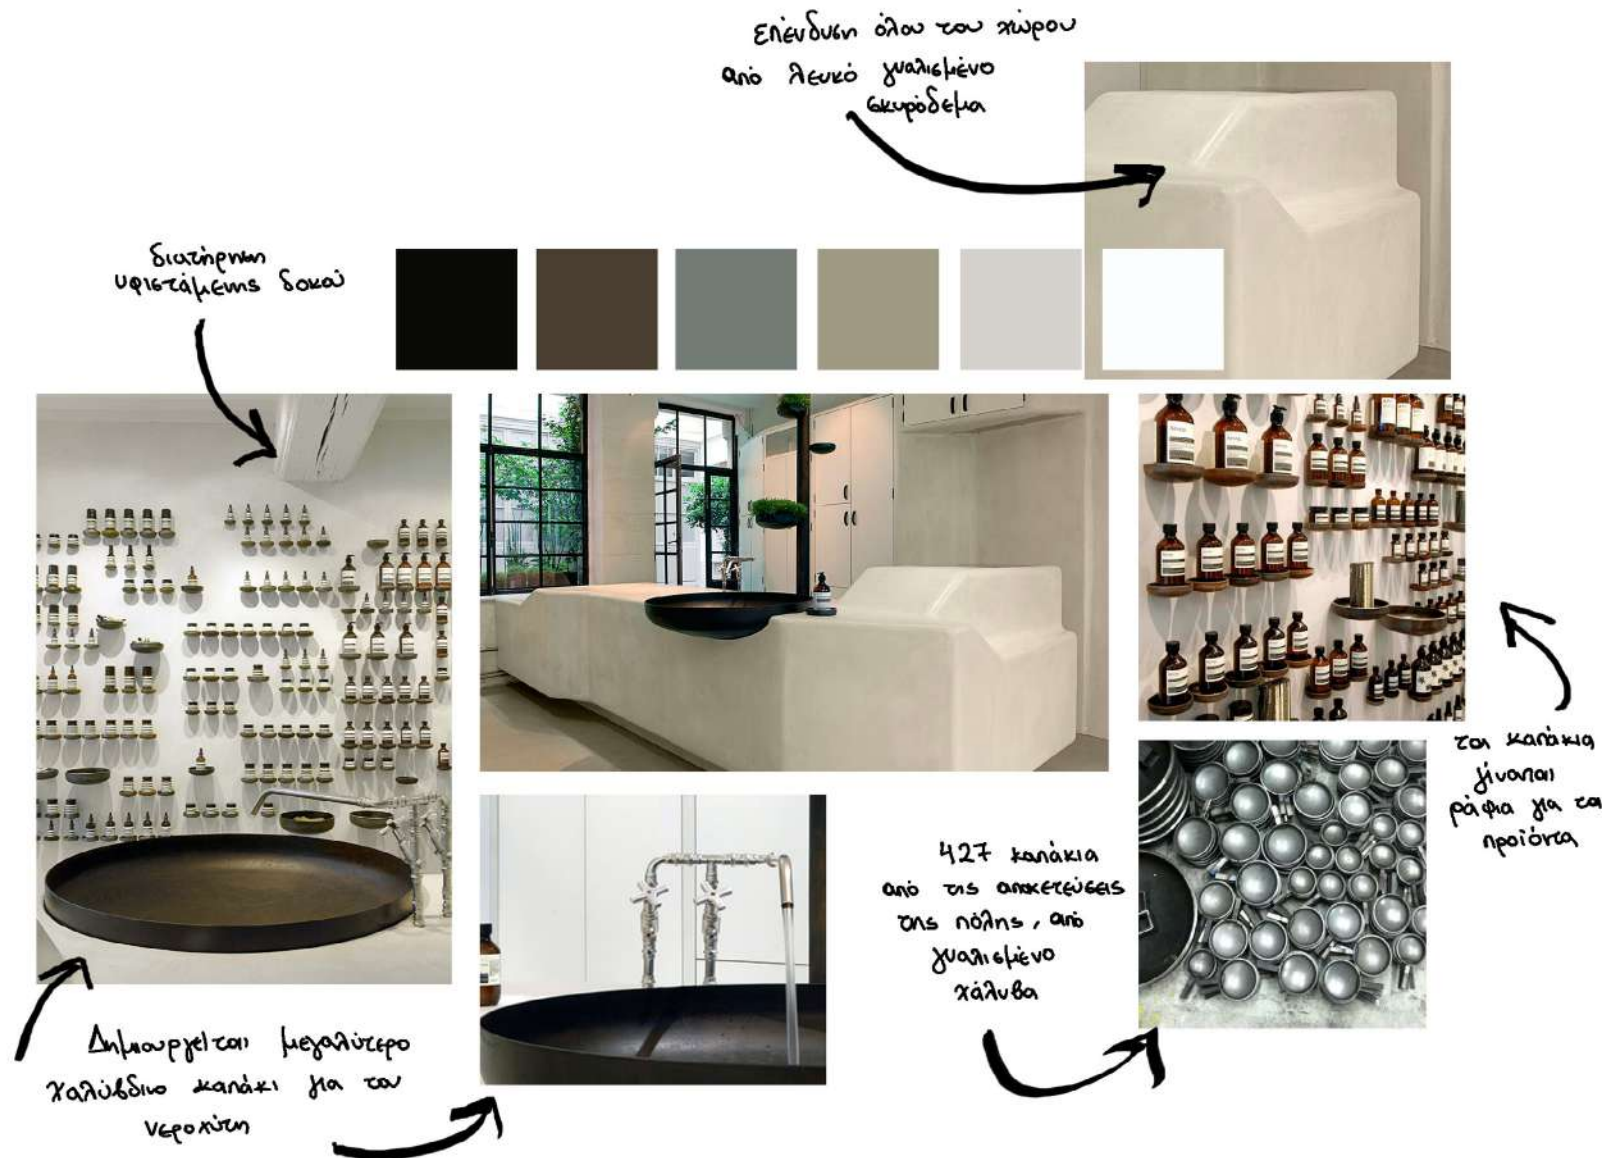 επένδυση όλου του χώρου
από λευκό γυαλισμένο
σκυρόδεμα
διατήρηση
υφιστάμενης δοκού
τα καπάκια
γίνονται
ράφια για τα
προϊόντα
427 καπάκια
από τις αποχετεύσεις
της πόλης, από
γυαλισμένο
χάλυβα
Δημιουργείται μεγαλύτερο
χαλύβδινο καπάκι για τον
νεροχύτη